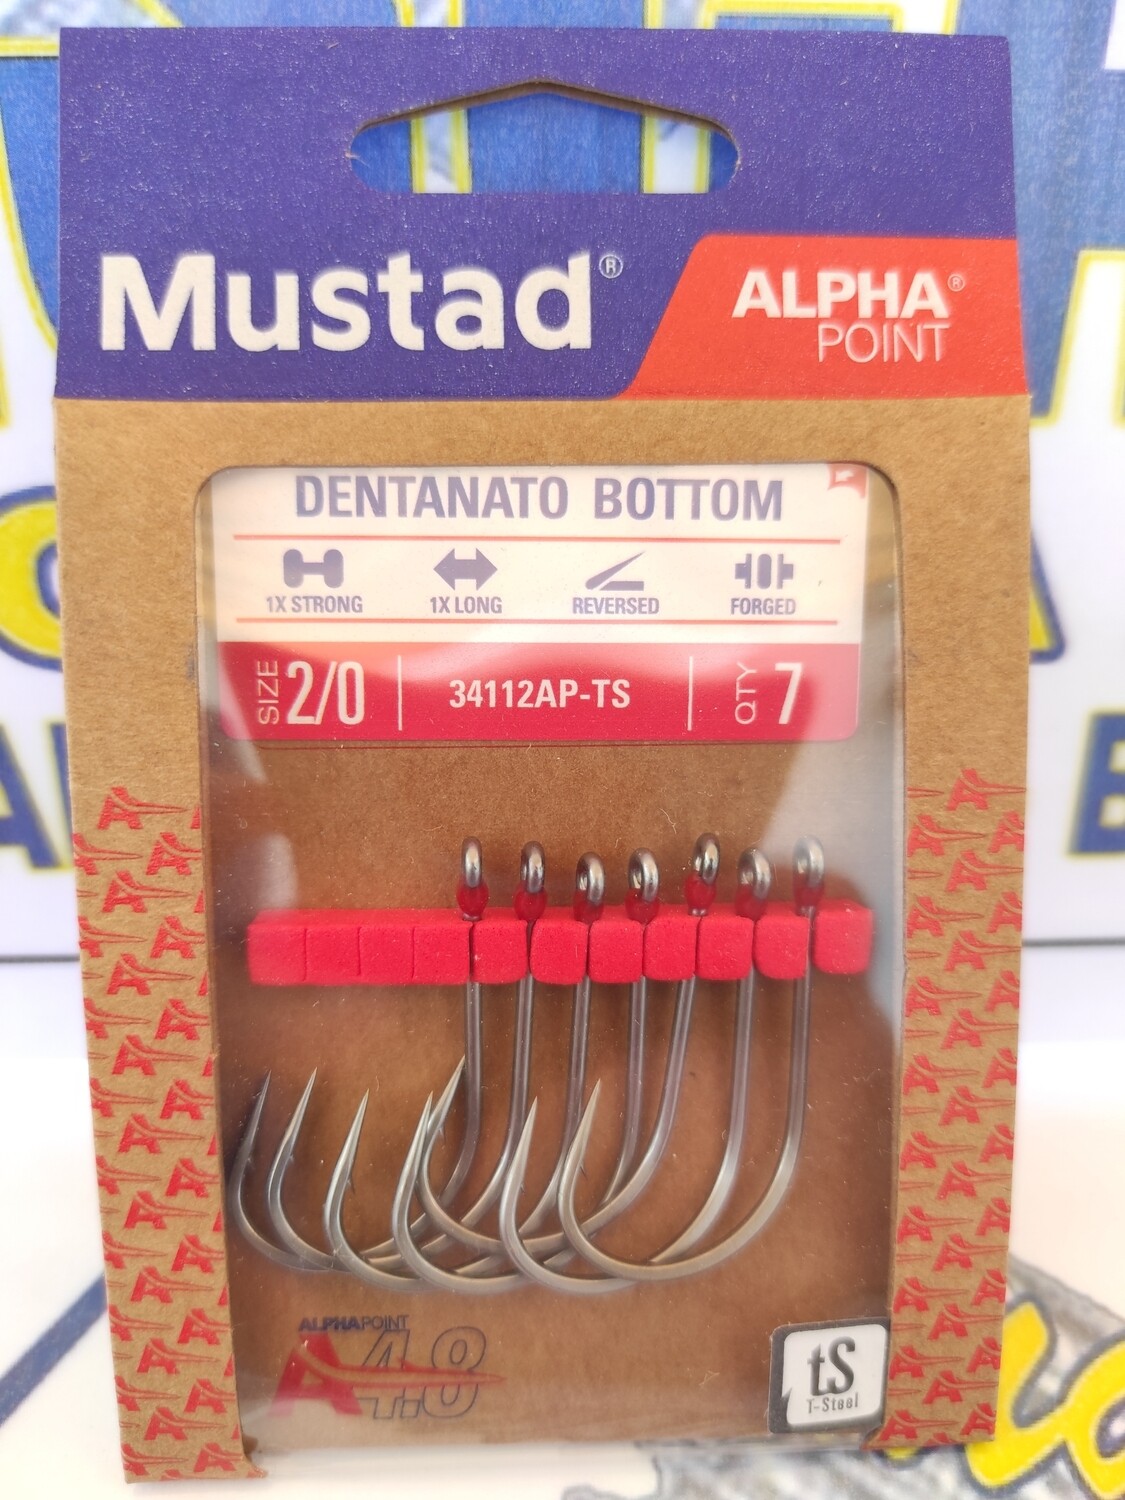 Mustad®
ALPHA®
POINT
DENTANATO BOTTOM
1X STRONG
1X LONG
REVERSED
FORGED
SIZE 2/0
34112AP-TS
QTY 7
ALPHAPOINT
A4.8
tS
T-Steel